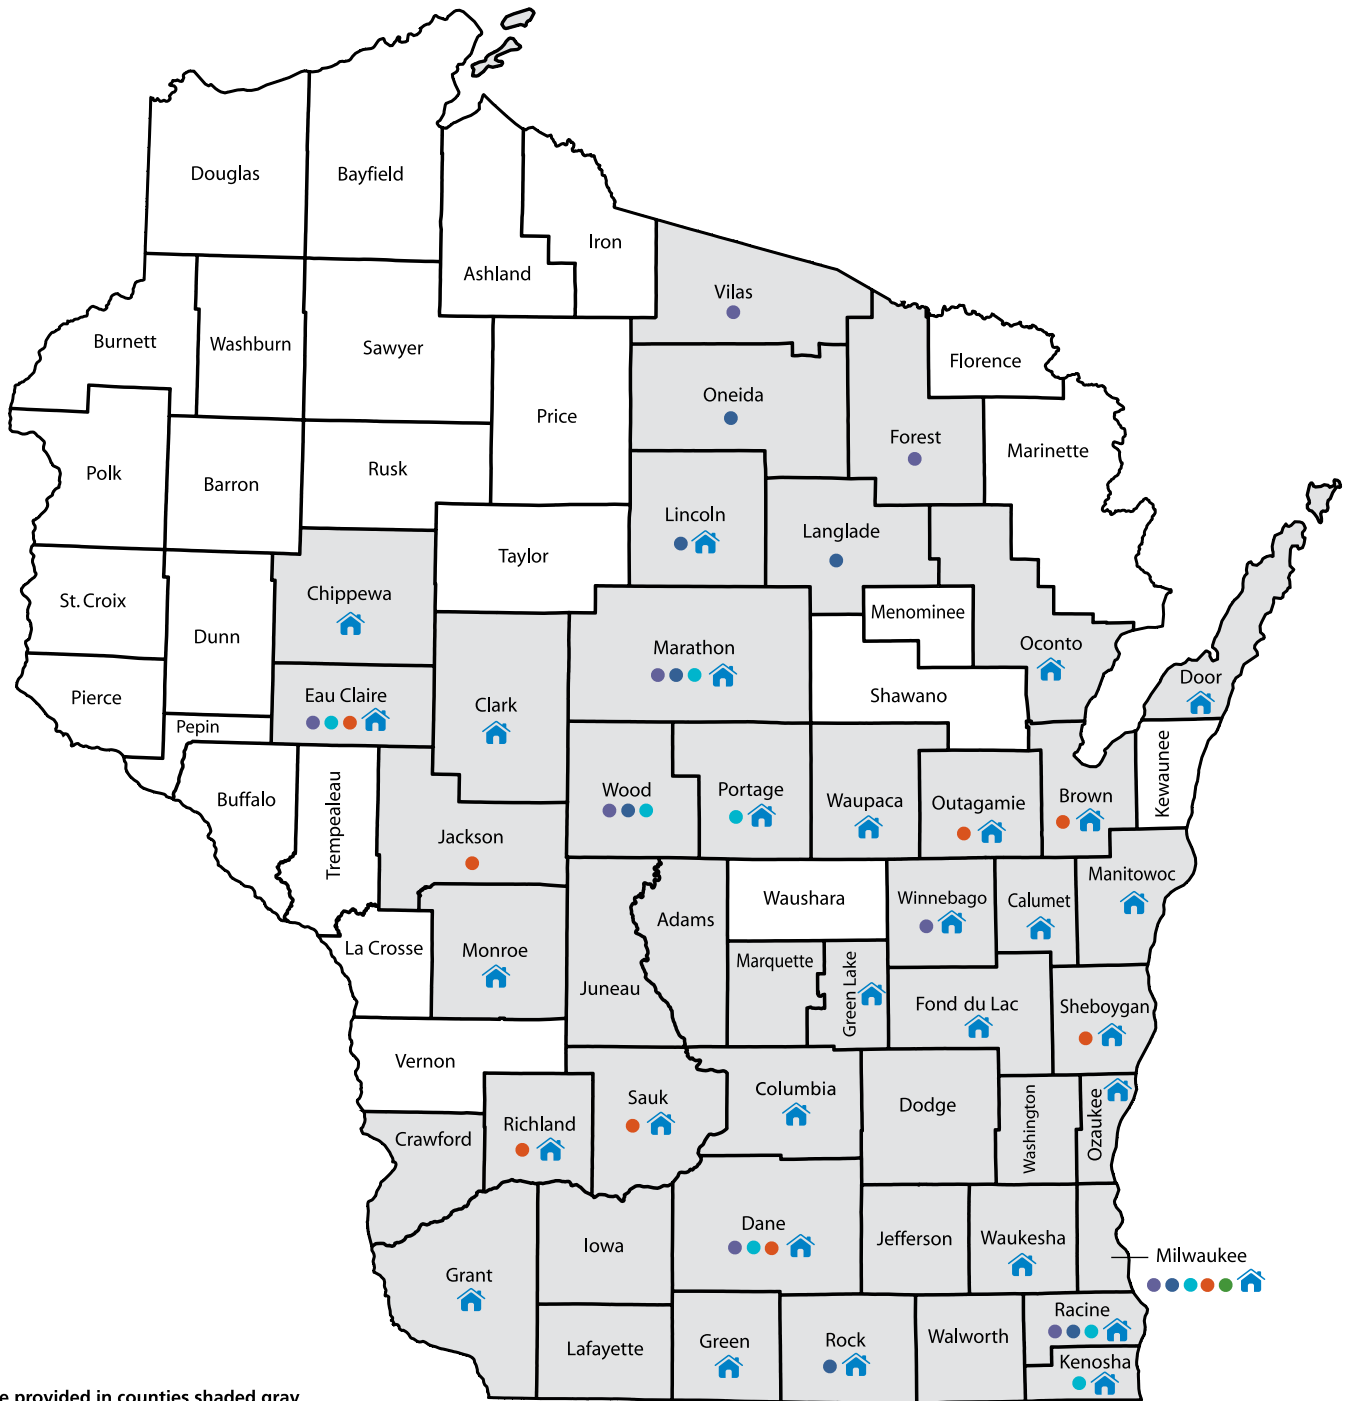 Douglas
Bayfield
Iron
Ashland
Vilas
Burnett
Washburn
Sawyer
Florence
Oneida
Price
Forest
Marinette
Polk
Rusk
Barron
Lincoln
Langlade
Taylor
Chippewa
St. Croix
Menominee
Dunn
Marathon
Oconto
Door
Pierce
Eau Claire
Clark
Shawano
Pepin
Kewaunee
Buffalo
Trempealeau
Wood
Portage
Waupaca
Outagamie
Brown
Jackson
Manitowoc
Waushara
Winnebago
Calumet
Adams
La Crosse
Monroe
Marquette
Juneau
Green Lake
Fond du Lac
Sheboygan
Vernon
Columbia
Sauk
Dodge
Washington
Ozaukee
Richland
Crawford
Dane
Iowa
Jefferson
Waukesha
Milwaukee
Grant
Racine
Lafayette
Green
Rock
Walworth
Kenosha
e provided in counties shaded gray